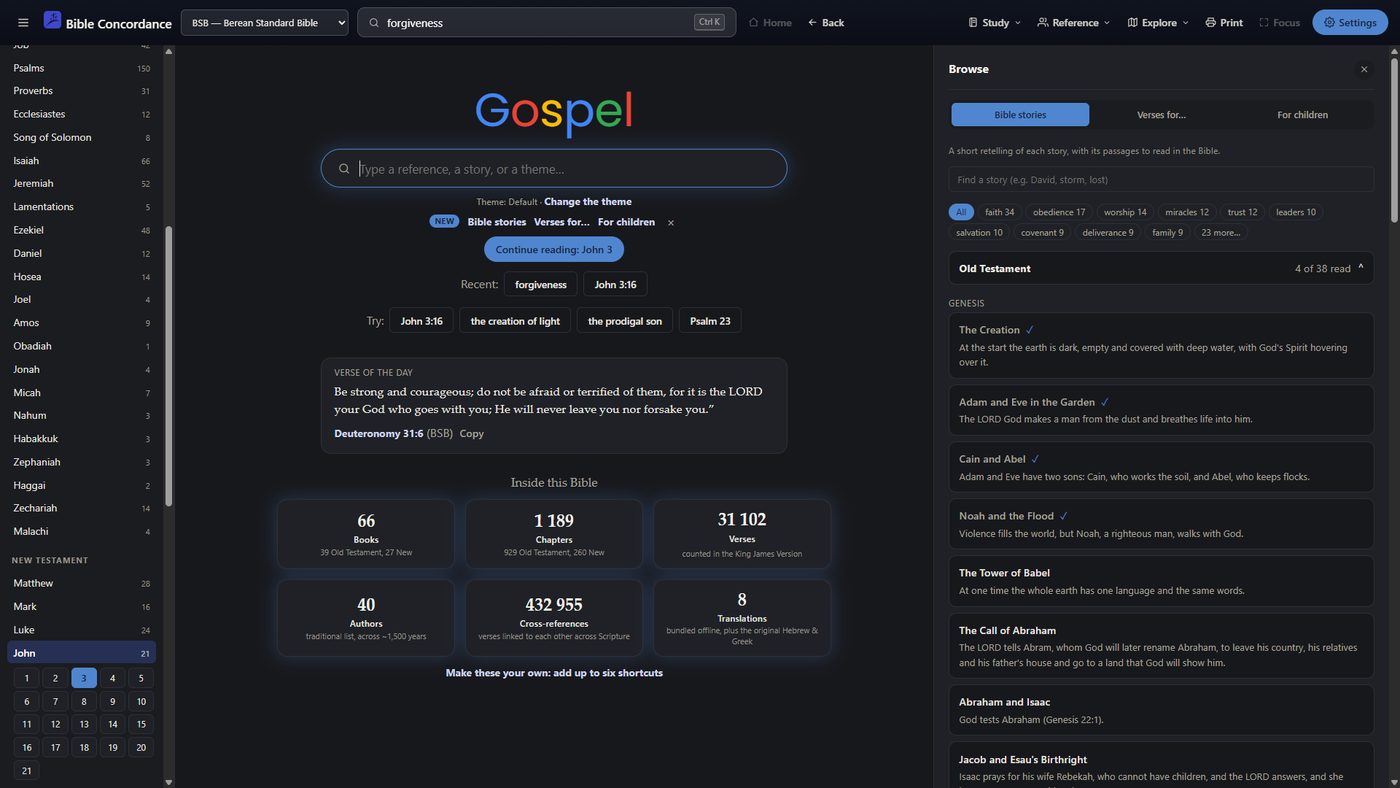 Bible Concordance
BSB — Berean Standard Bible
forgiveness
Ctrl K
Home
Back
Study
Reference
Explore
Print
Focus
Settings
Job 42
Psalms 150
Proverbs 31
Ecclesiastes 12
Song of Solomon 8
Isaiah 66
Jeremiah 52
Lamentations 5
Ezekiel 48
Daniel 12
Hosea 14
Joel 4
Amos 9
Obadiah 1
Jonah 4
Micah 7
Nahum 3
Habakkuk 3
Zephaniah 3
Haggai 2
Zechariah 14
Malachi 4
NEW TESTAMENT
Matthew 28
Mark 16
Luke 24
John 21
1 2 3 4 5
6 7 8 9 10
11 12 13 14 15
16 17 18 19 20
21
Gospel
Type a reference, a story, or a theme...
Theme: Default · Change the theme
NEW Bible stories Verses for... For children ×
Continue reading: John 3
Recent: forgiveness John 3:16
Try: John 3:16 the creation of light the prodigal son Psalm 23
VERSE OF THE DAY
Be strong and courageous; do not be afraid or terrified of them, for it is the LORD
your God who goes with you; He will never leave you nor forsake you.”
Deuteronomy 31:6 (BSB) Copy
Inside this Bible
66
Books
39 Old Testament, 27 New
1 189
Chapters
929 Old Testament, 260 New
31 102
Verses
counted in the King James Version
40
Authors
traditional list, across ~1,500 years
432 955
Cross-references
verses linked to each other across Scripture
8
Translations
bundled offline, plus the original Hebrew &
Greek
Make these your own: add up to six shortcuts
Browse
×
Bible stories
Verses for...
For children
A short retelling of each story, with its passages to read in the Bible.
Find a story (e.g. David, storm, lost)
All faith 34 obedience 17 worship 14 miracles 12 trust 12 leaders 10
salvation 10 covenant 9 deliverance 9 family 9 23 more...
Old Testament 4 of 38 read ^
GENESIS
The Creation ✓
At the start the earth is dark, empty and covered with deep water, with God's Spirit hovering
over it.
Adam and Eve in the Garden ✓
The LORD God makes a man from the dust and breathes life into him.
Cain and Abel ✓
Adam and Eve have two sons: Cain, who works the soil, and Abel, who keeps flocks.
Noah and the Flood ✓
Violence fills the world, but Noah, a righteous man, walks with God.
The Tower of Babel
At one time the whole earth has one language and the same words.
The Call of Abraham
The LORD tells Abram, whom God will later rename Abraham, to leave his country, his relatives
and his father's house and go to a land that God will show him.
Abraham and Isaac
God tests Abraham (Genesis 22:1).
Jacob and Esau's Birthright
Isaac prays for his wife Rebekah, who cannot have children, and the LORD answers, and she